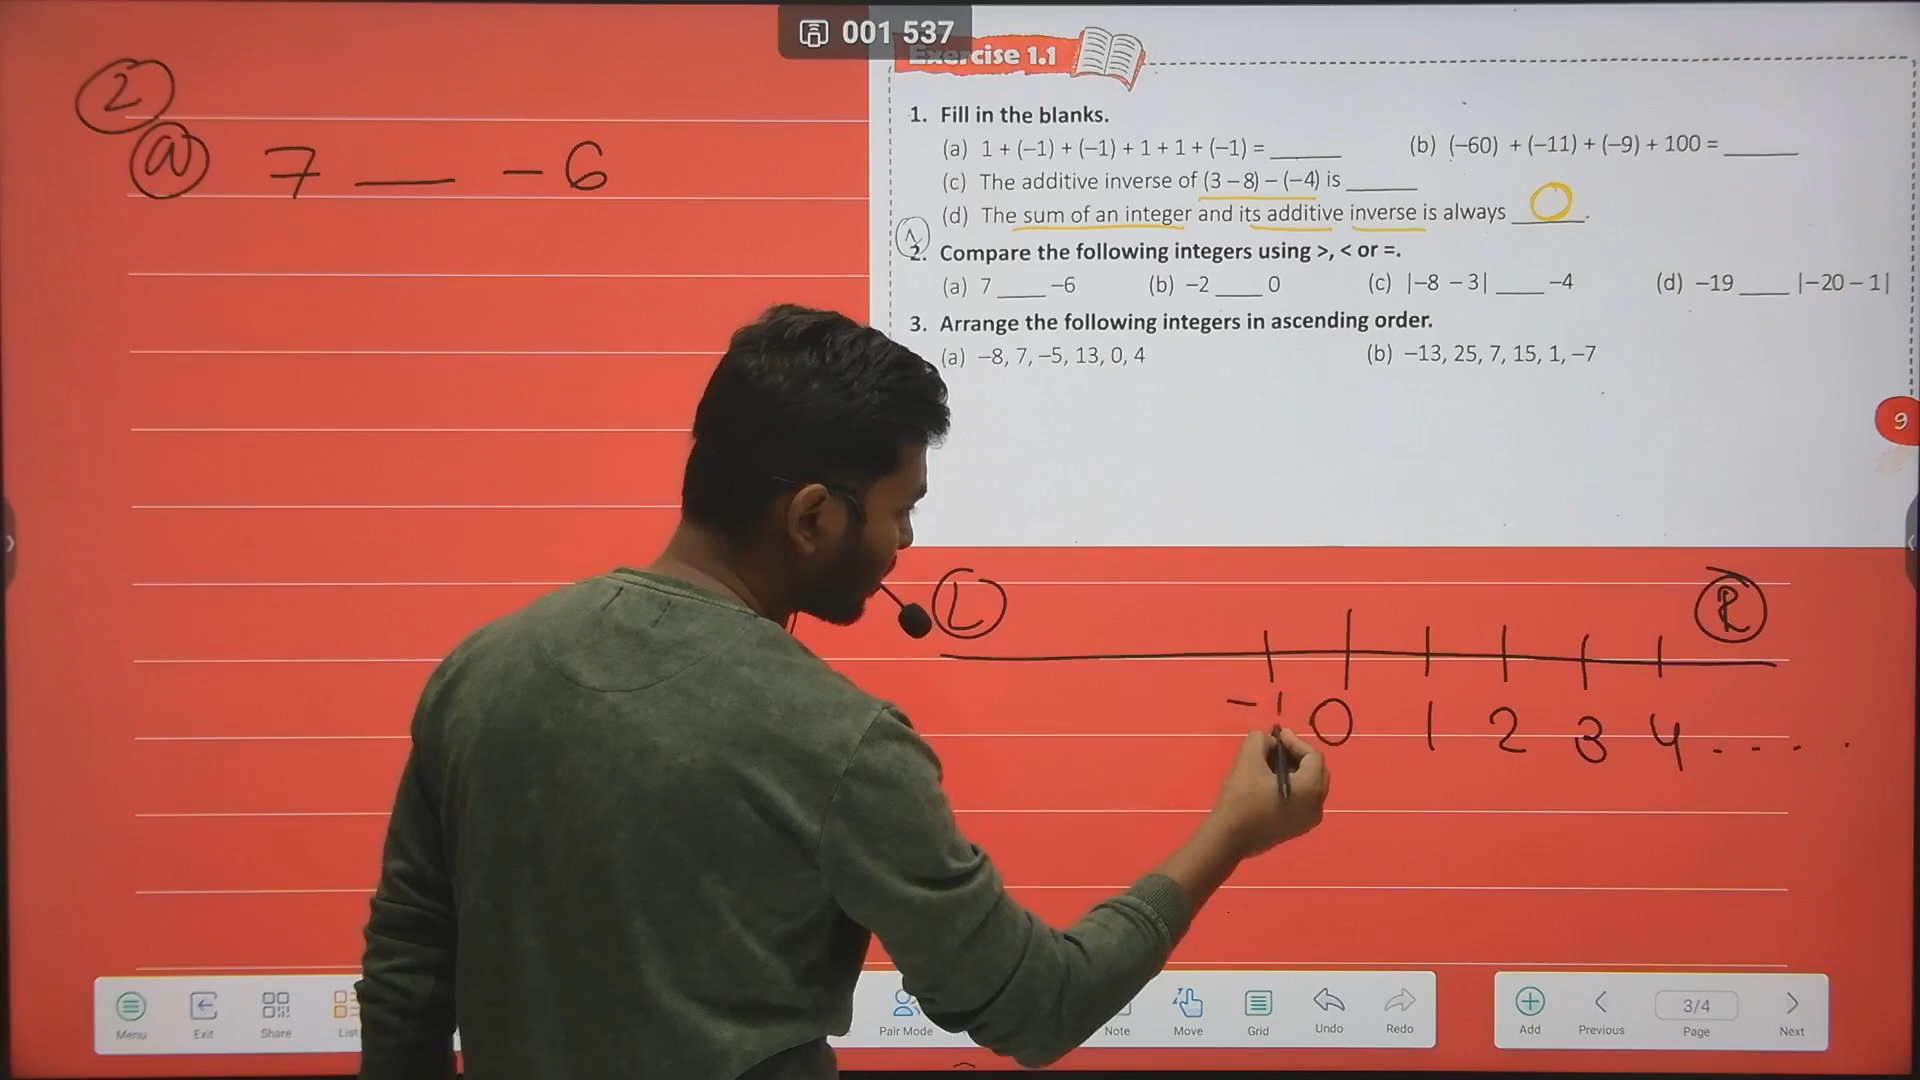 001 537
Exercise 1.1
1. Fill in the blanks.
(a) 1 + (−1) + (−1) + 1 + 1 + (−1) = ______ (b) (−60) + (−11) + (−9) + 100 = ______
(c) The additive inverse of (3 – 8) – (–4) is ______
(d) The sum of an integer and its additive inverse is always ______. 0
2. Compare the following integers using >, < or =.
(a) 7 ____ −6 (b) −2 ____ 0 (c) |−8 − 3| ____ −4 (d) −19 ____ |−20 – 1|
3. Arrange the following integers in ascending order.
(a) −8, 7, −5, 13, 0, 4 (b) −13, 25, 7, 15, 1, −7
9
2
a 7 __ -6
L R
-1 0 1 2 3 4 .....
Menu Exit Share List Pair Mode Note Move Grid Undo Redo Add Previous 3/4 Page Next